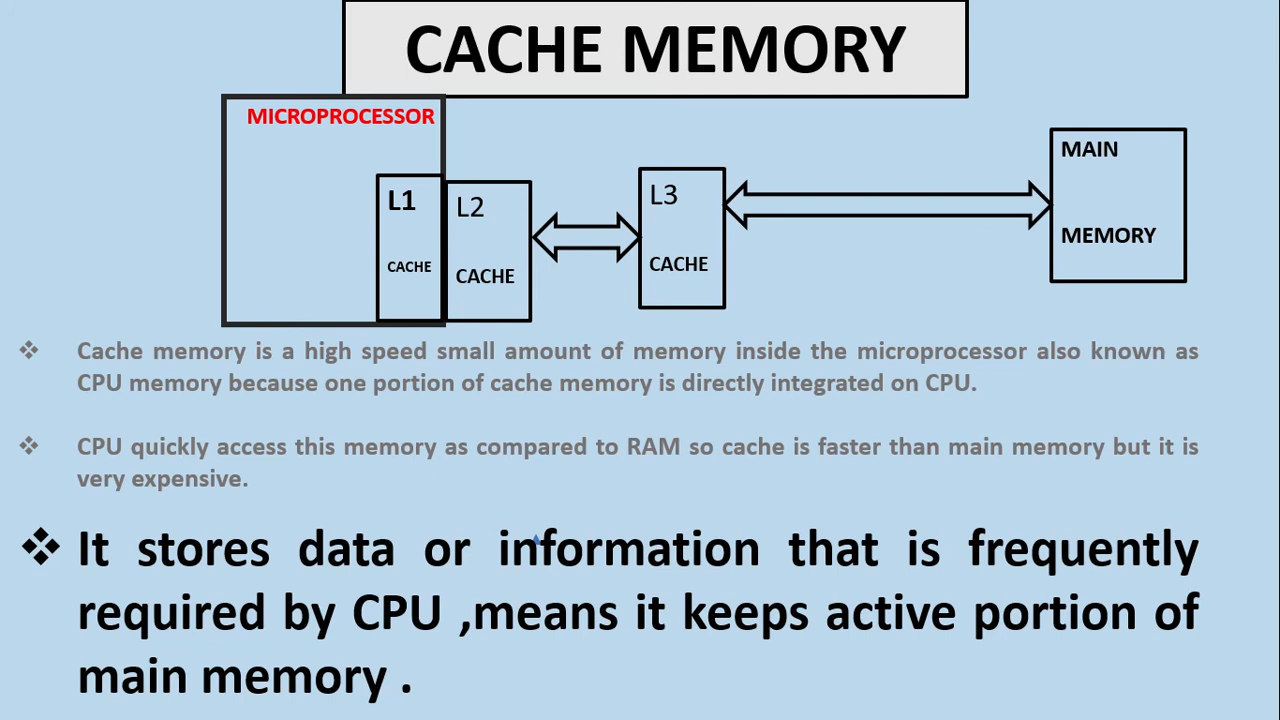 CACHE MEMORY
MICROPROCESSOR
L1
CACHE
L2
CACHE
L3
CACHE
MAIN
MEMORY
❖ Cache memory is a high speed small amount of memory inside the microprocessor also known as
CPU memory because one portion of cache memory is directly integrated on CPU.
❖ CPU quickly access this memory as compared to RAM so cache is faster than main memory but it is
very expensive.
❖ It stores data or information that is frequently
required by CPU ,means it keeps active portion of
main memory .